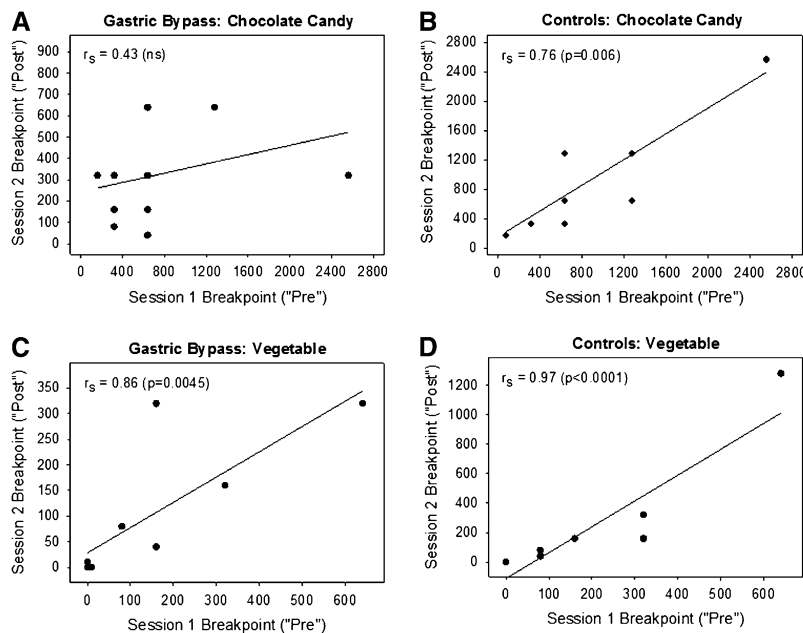 A
Gastric Bypass: Chocolate Candy
r_s = 0.43 (ns)
Session 2 Breakpoint ("Post")
900
800
700
600
500
400
300
200
100
0
0 400 800 1200 1600 2000 2400 2800
Session 1 Breakpoint ("Pre")
B
Controls: Chocolate Candy
r_s = 0.76 (p=0.006)
Session 2 Breakpoint ("Post")
2800
2400
2000
1600
1200
800
400
0
0 400 800 1200 1600 2000 2400 2800
Session 1 Breakpoint ("Pre")
C
Gastric Bypass: Vegetable
r_s = 0.86 (p=0.0045)
Session 2 Breakpoint ("Post")
350
300
250
200
150
100
50
0
0 100 200 300 400 500 600
Session 1 Breakpoint ("Pre")
D
Controls: Vegetable
r_s = 0.97 (p<0.0001)
Session 2 Breakpoint ("Post")
1200
1000
800
600
400
200
0
0 100 200 300 400 500 600
Session 1 Breakpoint ("Pre")